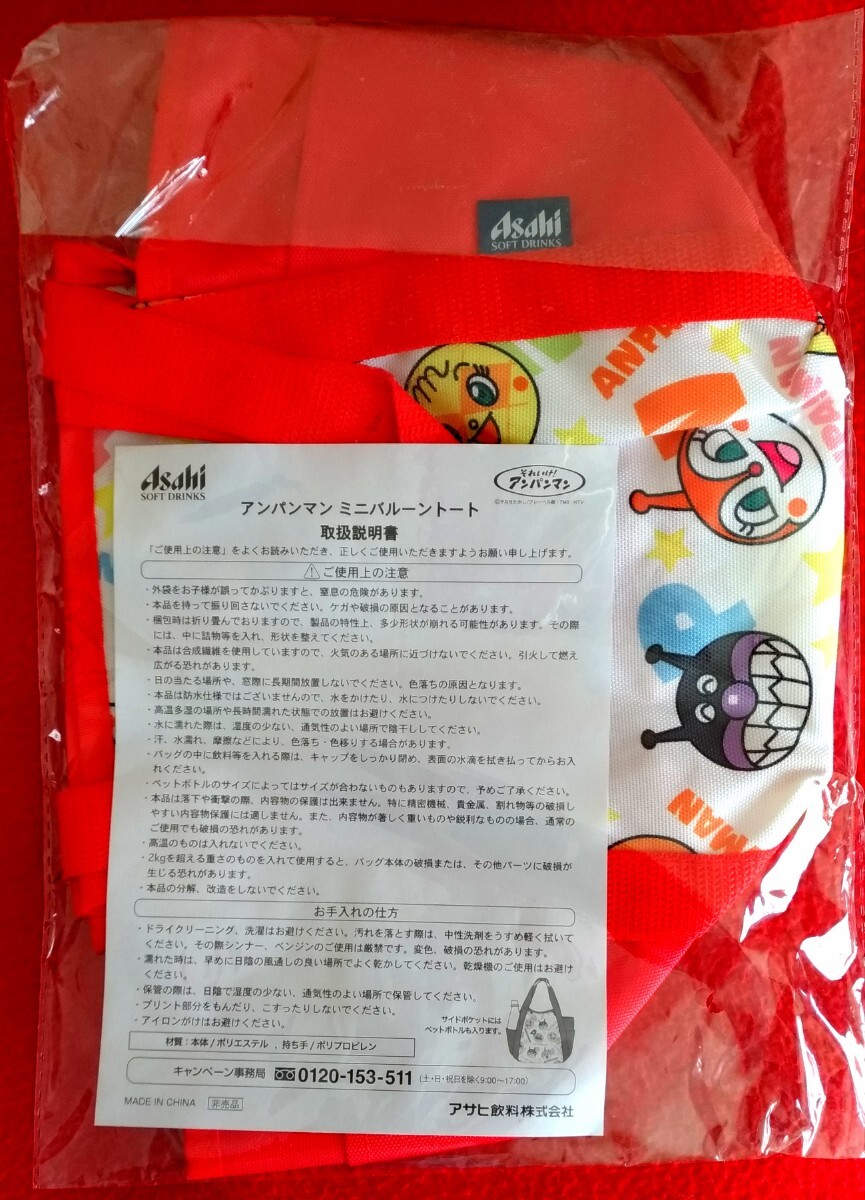 Asahi
SOFT DRINKS
ANPA
PAN
MAN
Asahi
SOFT DRINKS
それいけ!
アンパンマン
©やなせたかし/フレーベル館・TMS・NTV
アンパンマン ミニバルーントート
取扱説明書
「ご使用上の注意」をよくお読みいただき、正しくご使用いただきますようお願い申し上げます。
⚠ご使用上の注意
・外袋をお子様が誤ってかぶりますと、窒息の危険があります。
・本品を持って振り回さないでください。ケガや破損の原因となることがあります。
・梱包時は折り畳んでおりますので、製品の特性上、多少形状が崩れる可能性があります。その際
には、中に詰物等を入れ、形状を整えてください。
・本品は合成繊維を使用していますので、火気のある場所に近づけないでください。引火して燃え
広がる恐れがあります。
・日の当たる場所や、窓際に長期間放置しないでください。色落ちの原因となります。
・本品は防水仕様ではございませんので、水をかけたり、水につけたりしないでください。
・高温多湿の場所や長時間濡れた状態での放置はお避けください。
・水に濡れた際は、湿度の少ない、通気性のよい場所で陰干ししてください。
・汗、水濡れ、摩擦などにより、色落ち・色移りする場合があります。
・バッグの中に飲料等を入れる際は、キャップをしっかり閉め、表面の水滴を拭き払ってからお入
れください。
・ペットボトルのサイズによってはサイズが合わないものもありますので、予めご了承ください。
・本品は落下や衝撃の際、内容物の保護は出来ません。特に精密機械、貴金属、割れ物等の破損し
やすい内容物保護には適しません。また、内容物が著しく重いものや鋭利なものの場合、通常の
ご使用でも破損の恐れがあります。
・高温のものは入れないでください。
・2kgを超える重さのものを入れて使用すると、バッグ本体の破損または、その他パーツに破損が
生じる恐れがあります。
・本品の分解、改造をしないでください。
お手入れの仕方
・ドライクリーニング、洗濯はお避けください。汚れを落とす際は、中性洗剤をうすめ軽く拭いて
ください。その際シンナー、ベンジンのご使用は厳禁です。変色、破損の恐れがあります。
・濡れた時は、早めに日陰の風通しの良い場所でよく乾かしてください。乾燥機のご使用はお避け
ください。
・保管の際は、日陰で湿度の少ない、通気性のよい場所で保管してください。
・プリント部分をもんだり、こすったりしないでください。
・アイロンがけはお避けください。
サイドポケットには
ペットボトルも入ります。
材質:本体/ポリエステル 、持ち手/ポリプロピレン
キャンペーン事務局 0120-153-511 (土・日・祝日を除く9:00~17:00)
MADE IN CHINA 非売品
アサヒ飲料株式会社